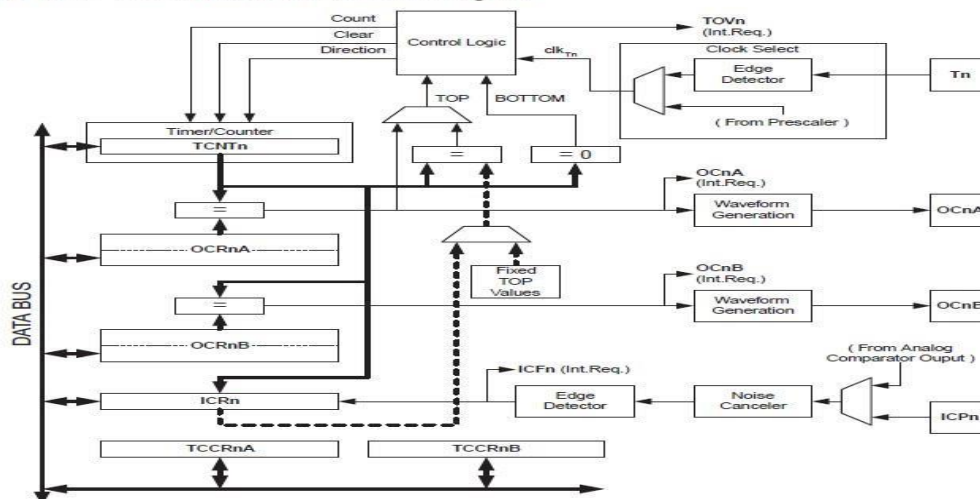 Count
Clear
Direction
Control Logic
TOVn
(Int.Req.)
Clock Select
clkTn
Edge
Detector
Tn
( From Prescaler )
TOP
BOTTOM
Timer/Counter
TCNTn
=
= 0
=
OCRnA
OCnA
(Int.Req.)
Waveform
Generation
OCnA
Fixed
TOP
Values
=
OCRnB
OCnB
(Int.Req.)
Waveform
Generation
OCnB
DATA BUS
( From Analog
Comparator Ouput )
ICRn
ICFn (Int.Req.)
Edge
Detector
Noise
Canceler
ICPn
TCCRnA
TCCRnB